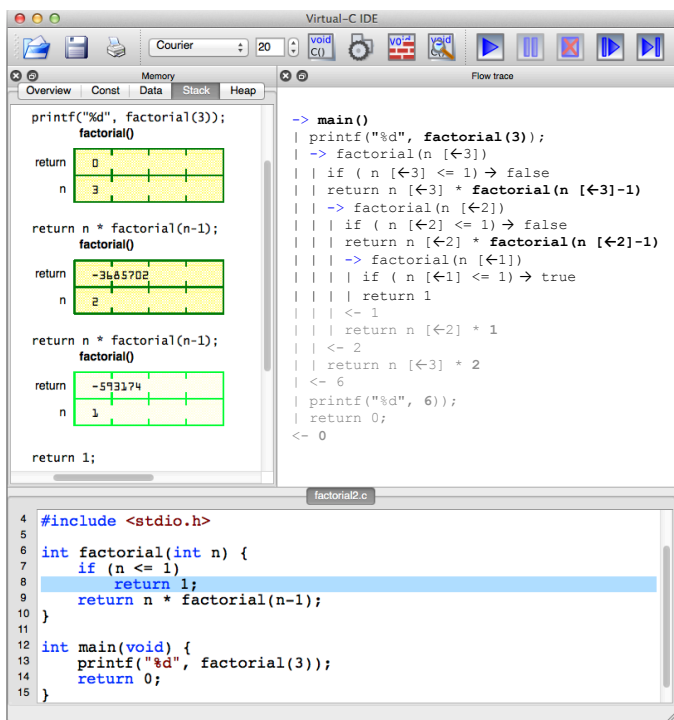 Virtual-C IDE
Courier
20
void
C()
void
void
Memory
Flow trace
Overview Const Data Stack Heap
printf("%d", factorial(3));
factorial()
return 0
n 3
return n * factorial(n-1);
factorial()
return -3685702
n 2
return n * factorial(n-1);
factorial()
return -593174
n 1
return 1;
-> main()
| printf("%d", factorial(3));
| -> factorial(n [←3])
| | if ( n [←3] <= 1)→ false
| | return n [←3] * factorial(n [←3]-1)
| | -> factorial(n [←2])
| | | if ( n [←2] <= 1)→ false
| | | return n [←2] * factorial(n [←2]-1)
| | | -> factorial(n [←1])
| | | | if ( n [←1] <= 1)→ true
| | | | return 1
| | | <- 1
| | | return n [←2] * 1
| | <- 2
| | return n [←3] * 2
| <- 6
| printf("%d", 6));
| return 0;
<- 0
factorial2.c
4 #include <stdio.h>
5
6 int factorial(int n) {
7 if (n <= 1)
8 return 1;
9 return n * factorial(n-1);
10 }
11
12 int main(void) {
13 printf("%d", factorial(3));
14 return 0;
15 }